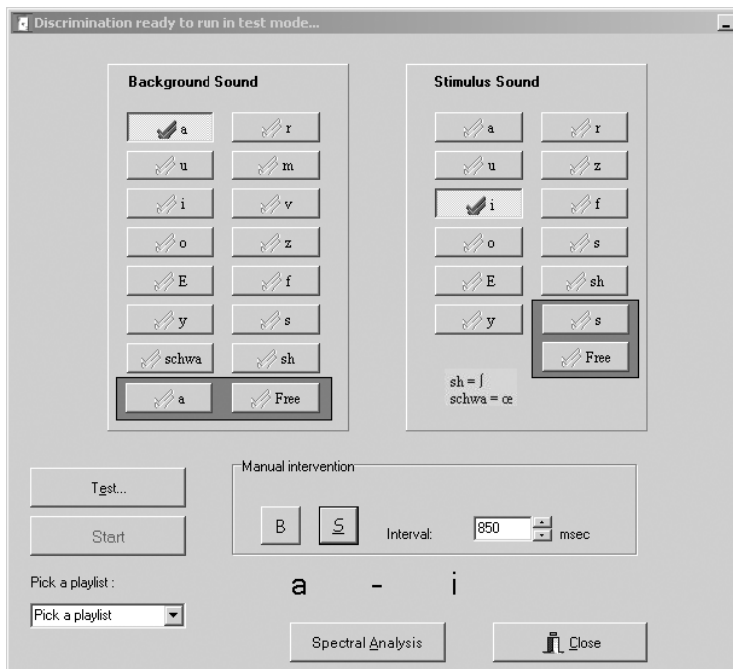 Discrimination ready to run in test mode...
Background Sound
a r
u m
i v
o z
E f
y s
schwa sh
a Free
Stimulus Sound
a r
u z
i f
o s
E sh
y s
Free
sh = ʃ
schwa = œ
Test...
Start
Pick a playlist :
Pick a playlist
Manual intervention
B S Interval: 850 msec
a - i
Spectral Analysis Close